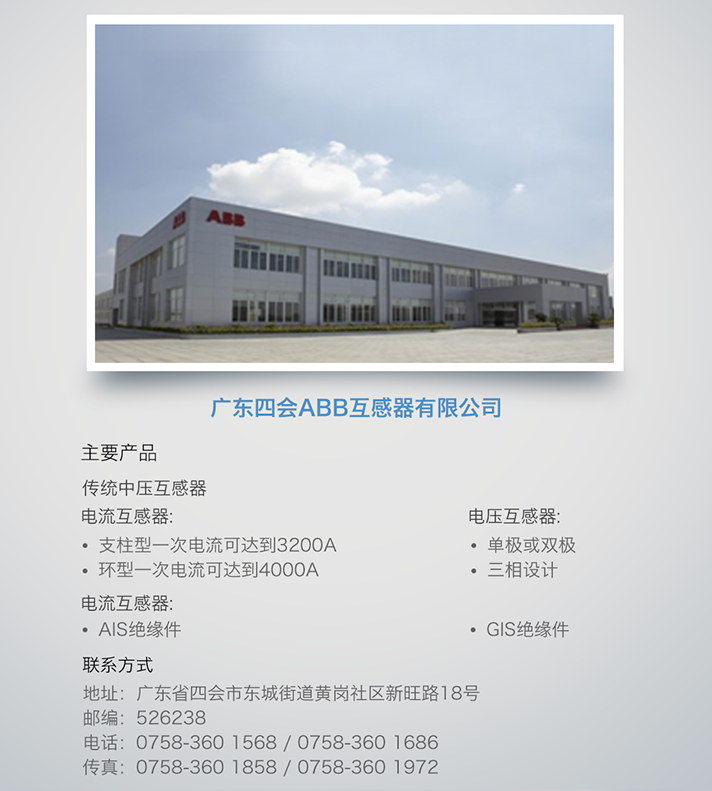 ABB
ABB
广东四会ABB互感器有限公司
主要产品
传统中压互感器
电流互感器:
电压互感器:
• 支柱型一次电流可达到3200A
• 单极或双极
• 环型一次电流可达到4000A
• 三相设计
电流互感器:
• AIS绝缘件
• GIS绝缘件
联系方式
地址：广东省四会市东城街道黄岗社区新旺路18号
邮编：526238
电话：0758-360 1568 / 0758-360 1686
传真：0758-360 1858 / 0758-360 1972